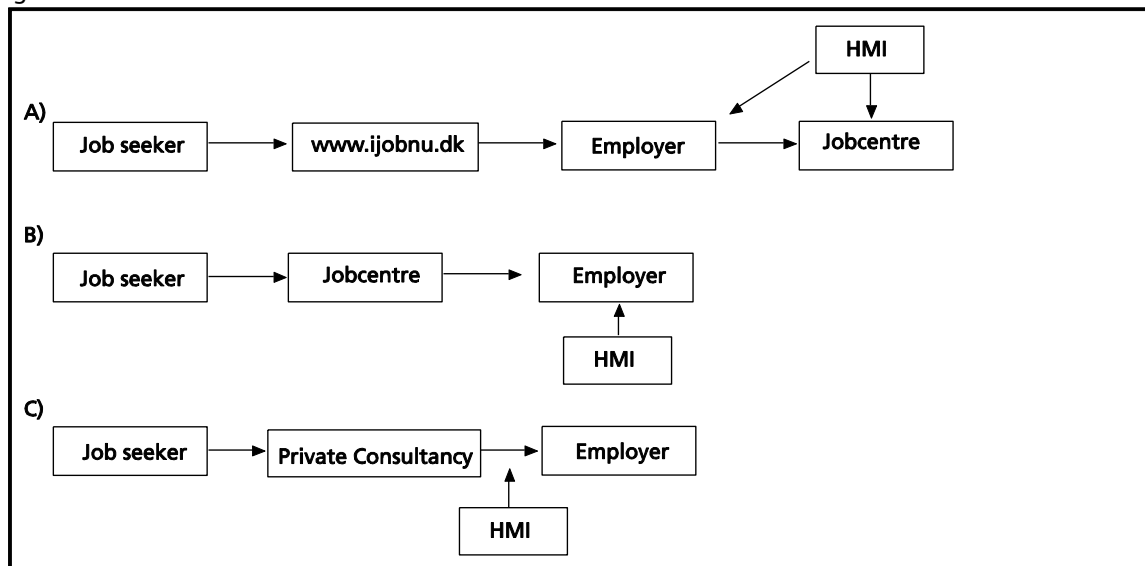 HMI
A)
Job seeker www.ijobnu.dk Employer Jobcentre
B)
Job seeker Jobcentre Employer
HMI
C)
Job seeker Private Consultancy Employer
HMI